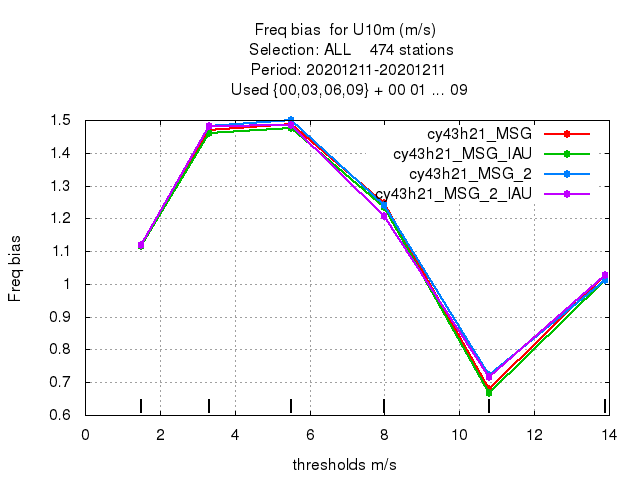 Freq bias  for U10m (m/s)
Selection: ALL    474 stations
Period: 20201211-20201211
Used {00,03,06,09} + 00 01 ... 09
1.5
1.4
1.3
1.2
1.1
1
0.9
0.8
0.7
0.6
Freq bias
cy43h21_MSG
cy43h21_MSG_IAU
cy43h21_MSG_2
cy43h21_MSG_2_IAU
0 2 4 6 8 10 12 14
thresholds m/s